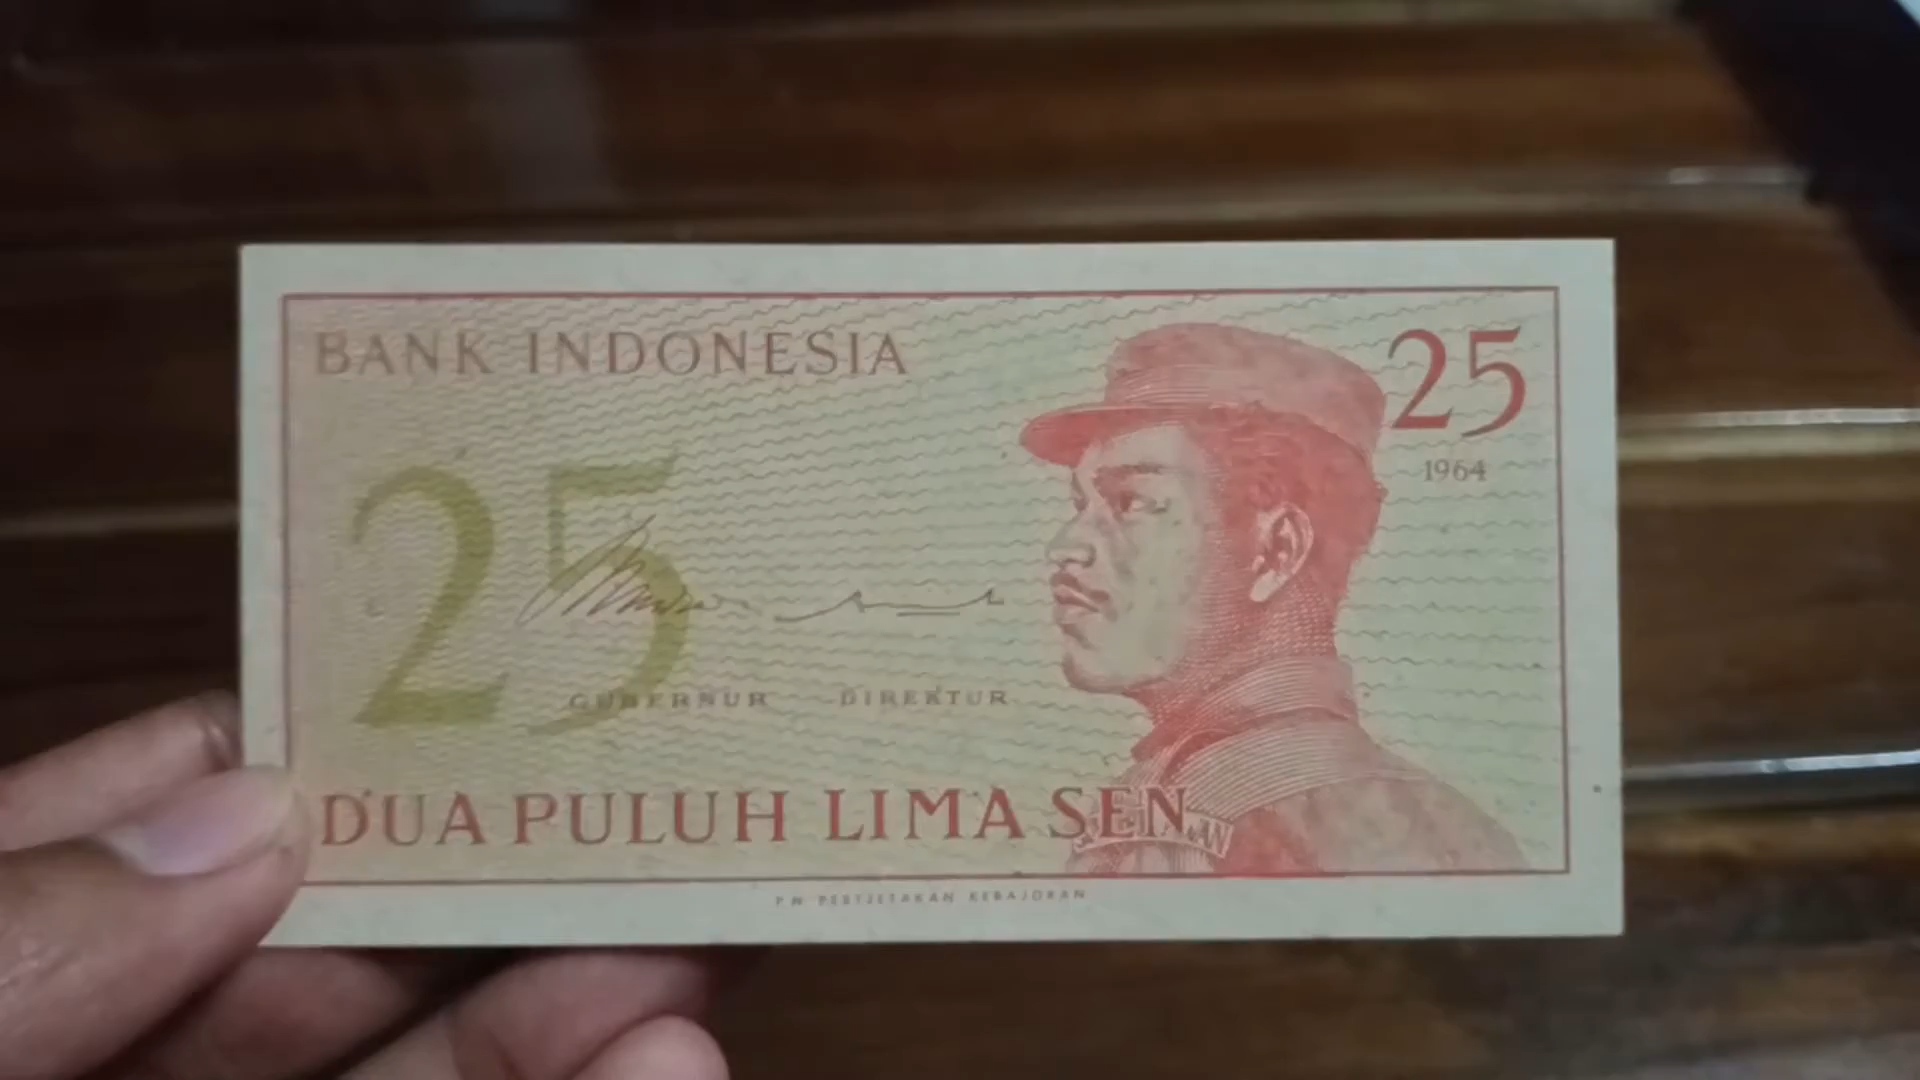 BANK INDONESIA
25
1964
25
GUBERNUR DIREKTUR
DUA PULUH LIMA SEN
P.N. PERTJETAKAN KEBAJORAN